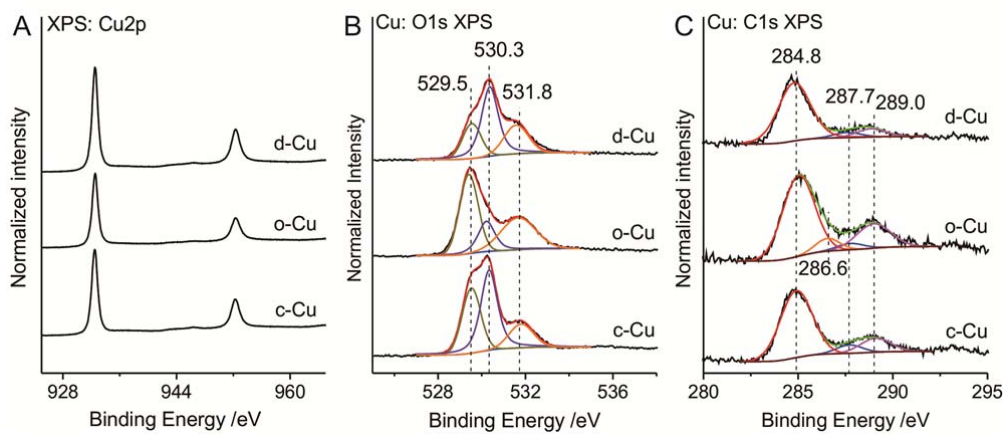 A
XPS: Cu2p
Normalized intensity
d-Cu
o-Cu
c-Cu
928
944
960
Binding Energy /eV
B
Cu: O1s XPS
Normalized intensity
529.5
530.3
531.8
d-Cu
o-Cu
c-Cu
528
532
536
Binding Energy /eV
C
Cu: C1s XPS
Normalized intensity
284.8
287.7
289.0
d-Cu
o-Cu
286.6
c-Cu
280
285
290
295
Binding Energy /eV